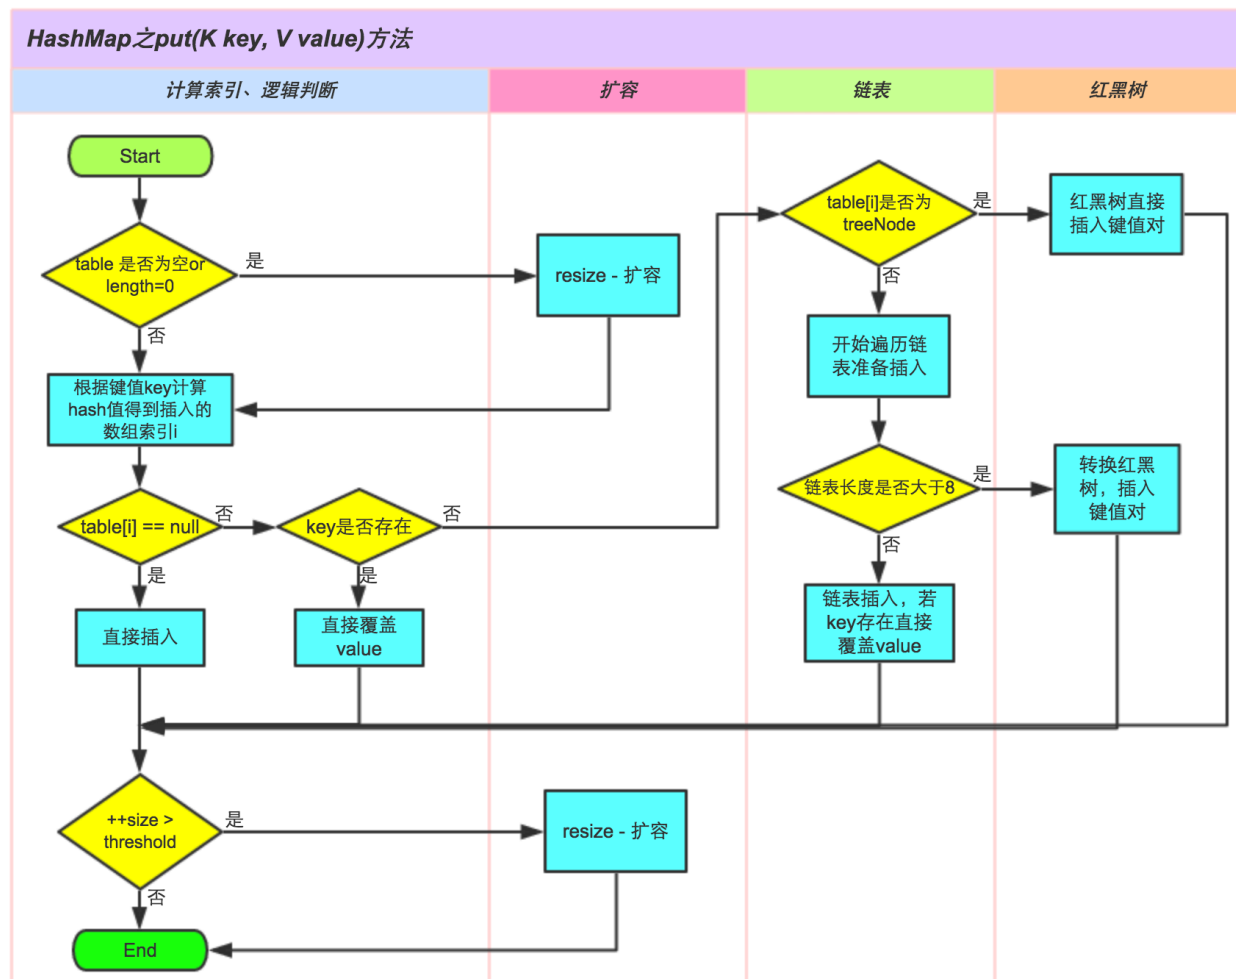 HashMap之put(K key, V value)方法
计算索引、逻辑判断
扩容
链表
红黑树
Start
table 是否为空or
length=0
是
否
resize - 扩容
根据键值key计算
hash值得到插入的
数组索引i
table[i] == null
否
是
key是否存在
否
是
直接插入
直接覆盖
value
table[i]是否为
treeNode
是
否
红黑树直接
插入键值对
开始遍历链
表准备插入
链表长度是否大于8
是
否
转换红黑
树，插入
键值对
链表插入，若
key存在直接
覆盖value
++size >
threshold
是
否
resize - 扩容
End